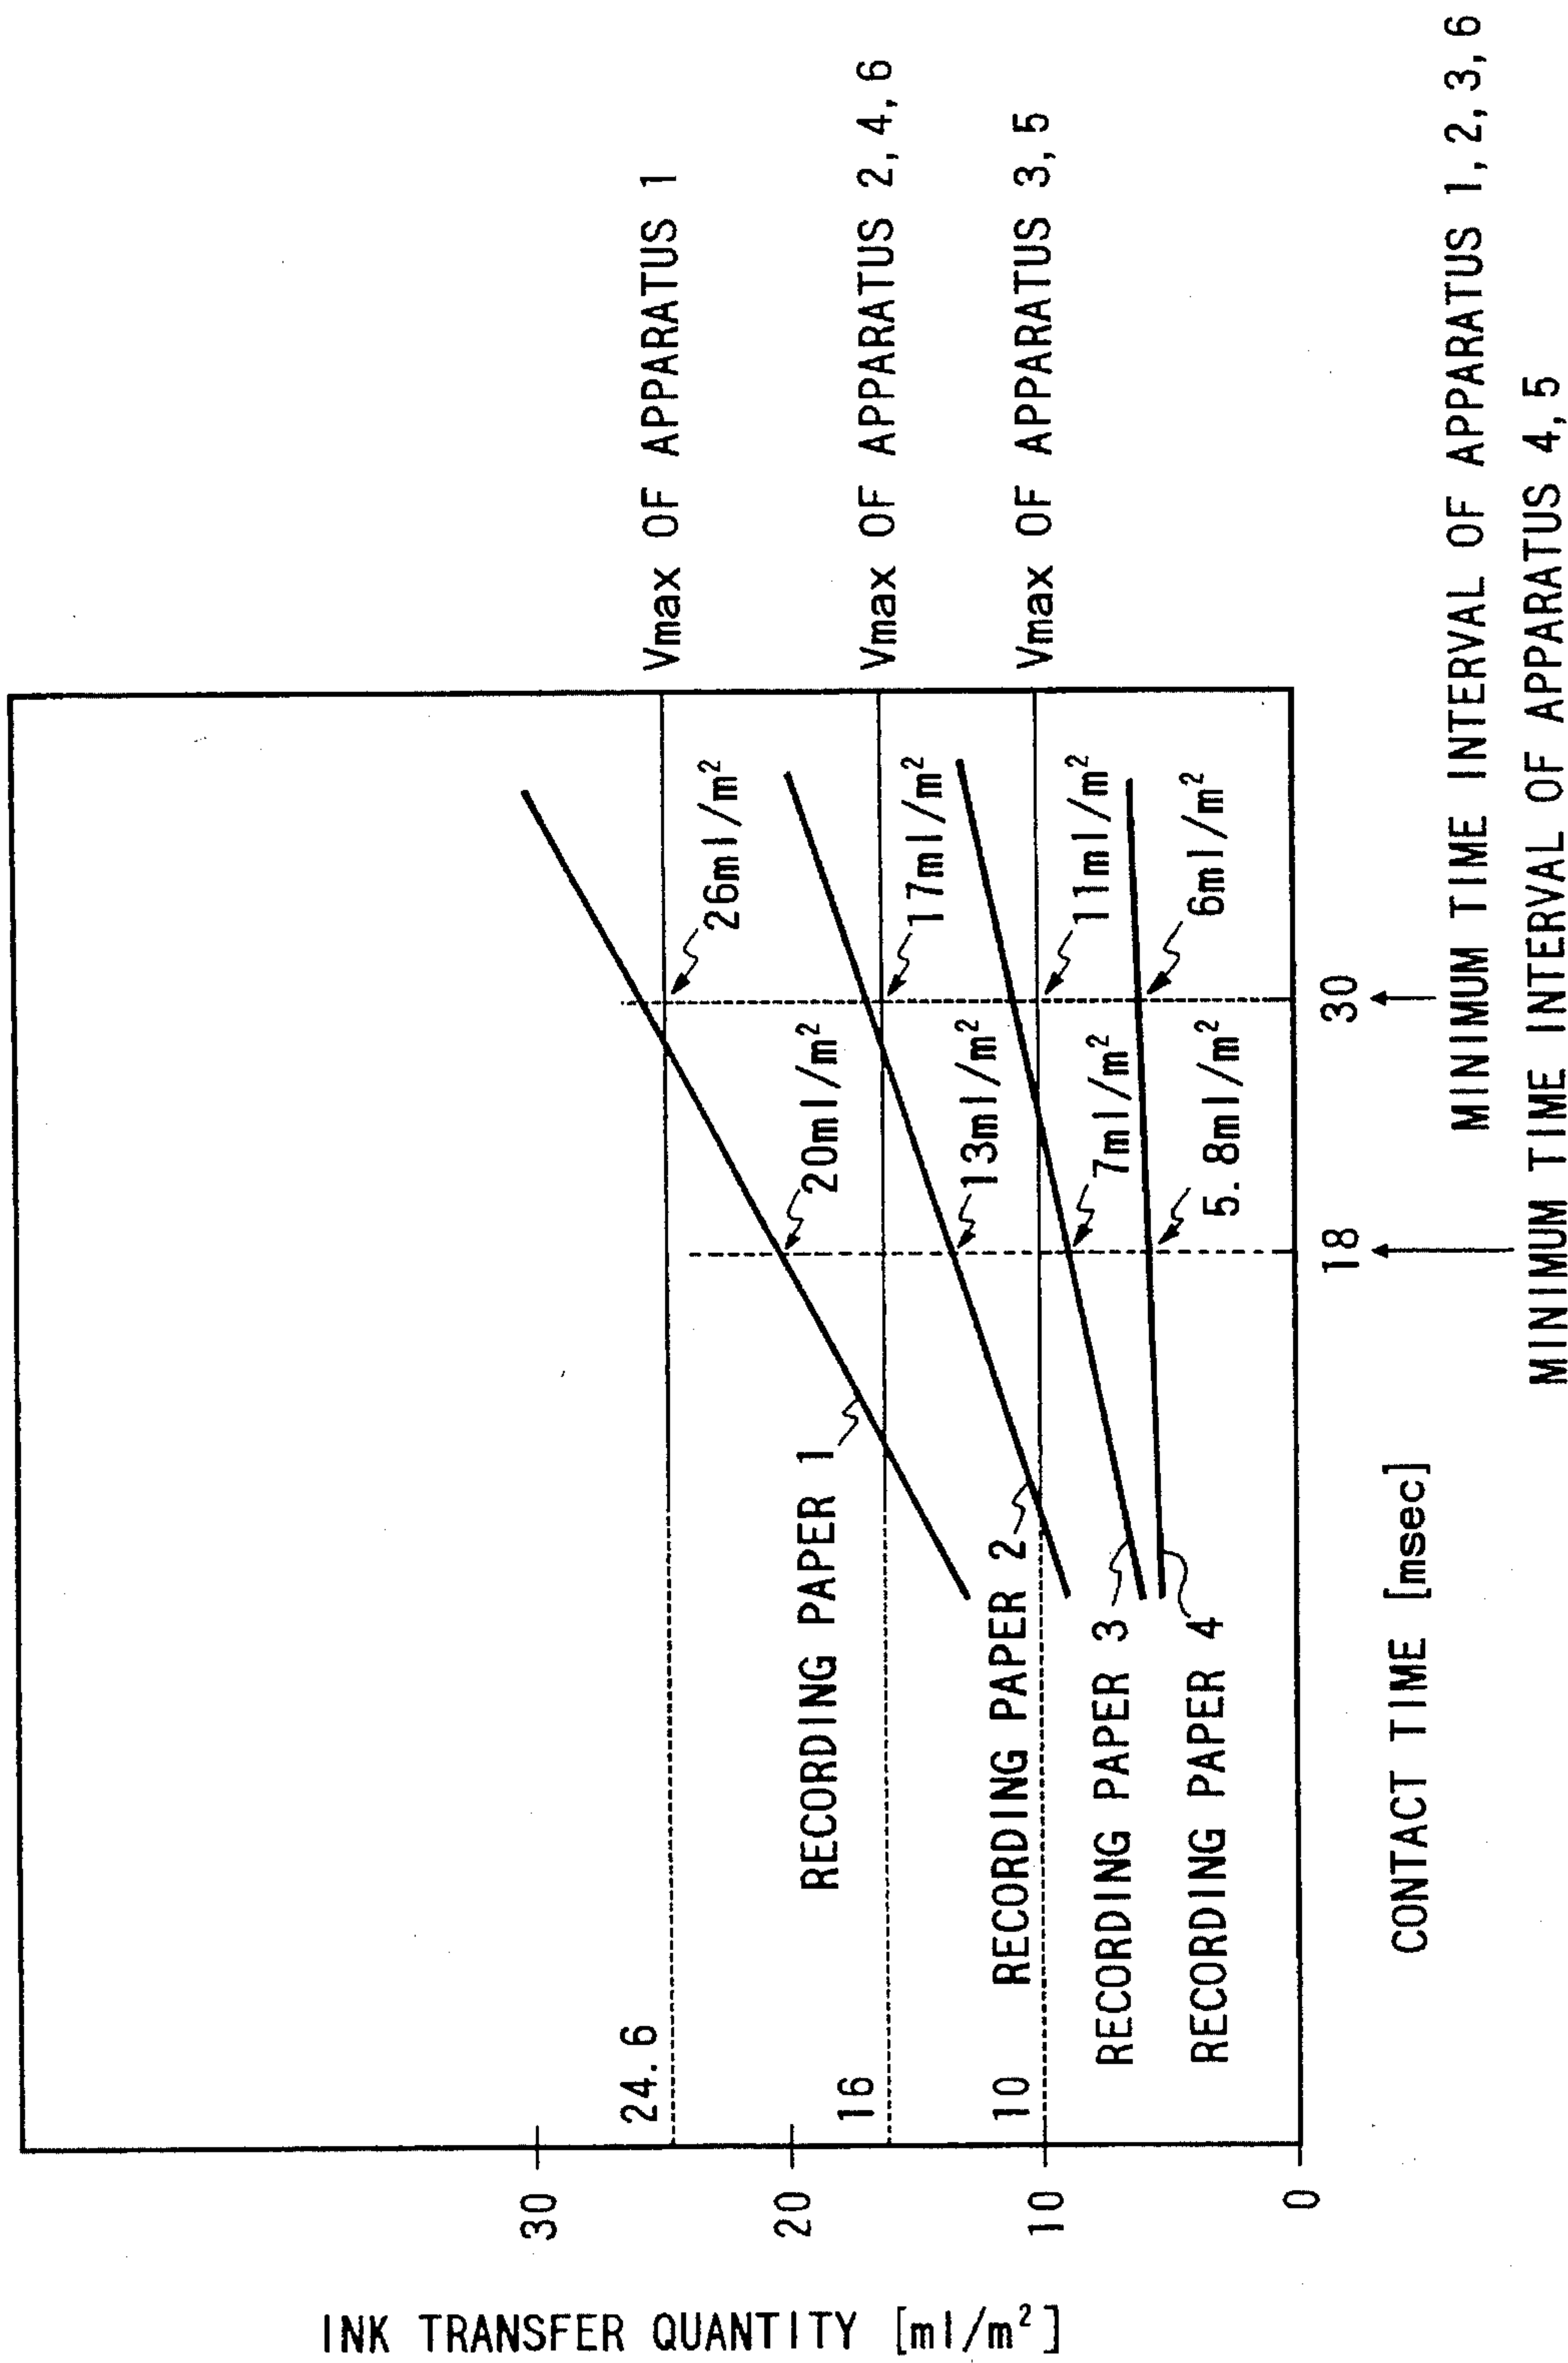 INK TRANSFER QUANTITY [ml/m²]
30
20
10
0
24.6
16
10
Vmax OF APPARATUS 1
Vmax OF APPARATUS 2, 4, 6
Vmax OF APPARATUS 3, 5
RECORDING PAPER 1
RECORDING PAPER 2
RECORDING PAPER 3
RECORDING PAPER 4
20ml/m²
26ml/m²
13ml/m²
17ml/m²
7ml/m²
11ml/m²
5.8ml/m²
6ml/m²
18
30
CONTACT TIME [msec]
MINIMUM TIME INTERVAL OF APPARATUS 1, 2, 3, 6
MINIMUM TIME INTERVAL OF APPARATUS 4, 5